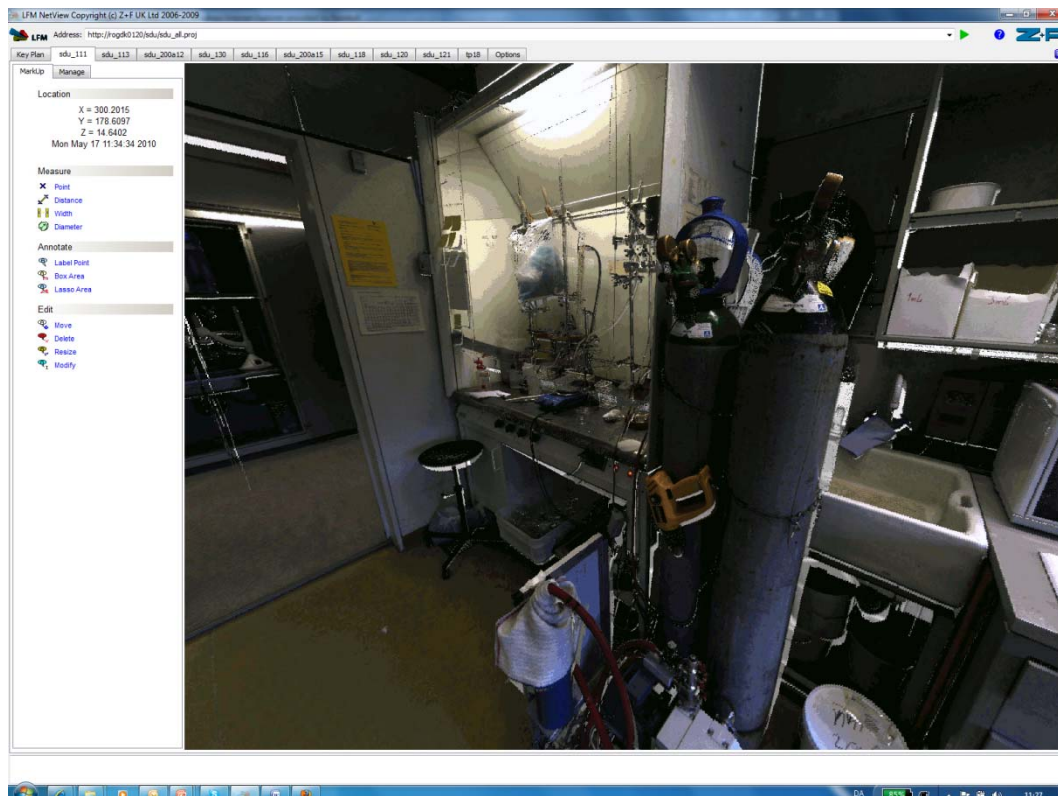 LFM NetView Copyright (c) Z+F UK Ltd 2006-2009
LFM Address: http://rogdk0120/sdu/sdu_ell.proj Z+F
Key Plan sdu_111 sdu_113 sdu_200a12 sdu_130 sdu_116 sdu_200a15 sdu_118 sdu_120 sdu_121 tp18 Options
MarkUp Manage
Location
X = 300.2015
Y = 178.6097
Z = 14.6402
Mon May 17 11:34:34 2010
Measure
Point
Distance
Width
Diameter
Annotate
Label Point
Box Area
Lasso Area
Edit
Move
Delete
Resize
Modify
DA 85% 11:27